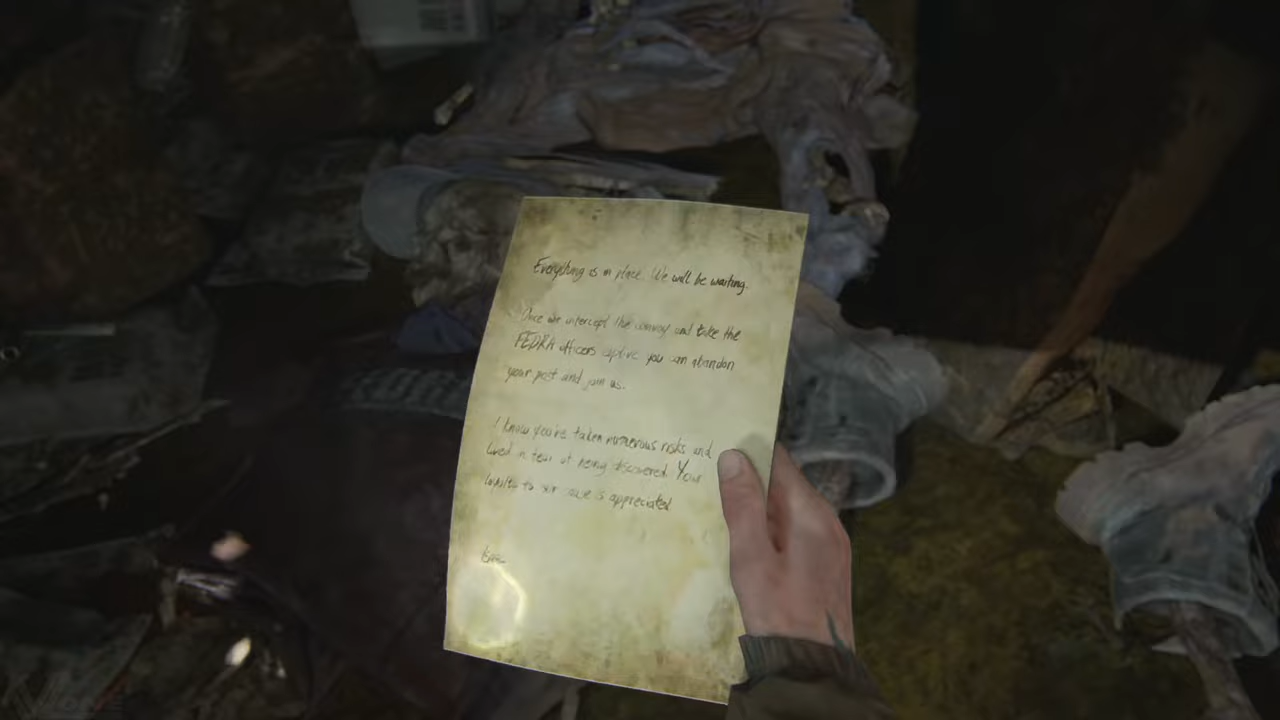 Everything is in place. We will be waiting.
Once we intercept the convoy and take the
FEDRA officers captive you can abandon
your post and join us.
I know you've taken numerous risks and
lived in fear of being discovered. Your
loyalty to our cause is appreciated